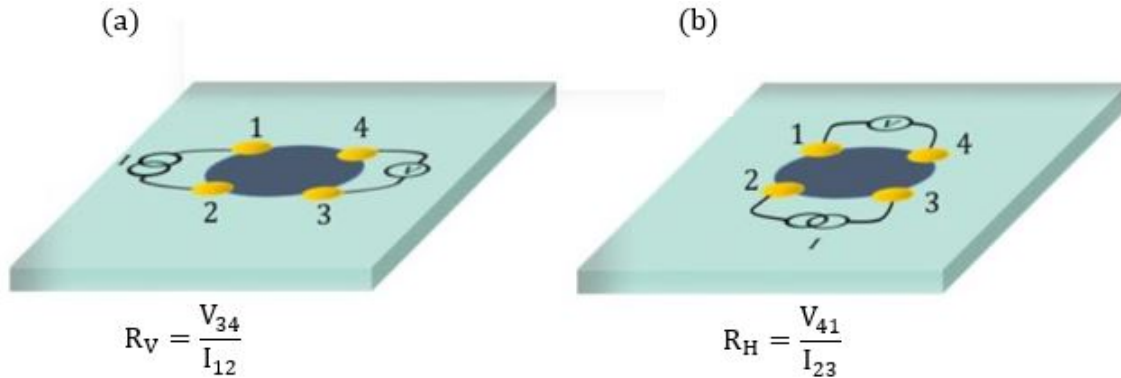 (a) (b)
1 4
I V
2 3
V
1 4
2 3
I
R_V = V_34 / I_12
R_H = V_41 / I_23